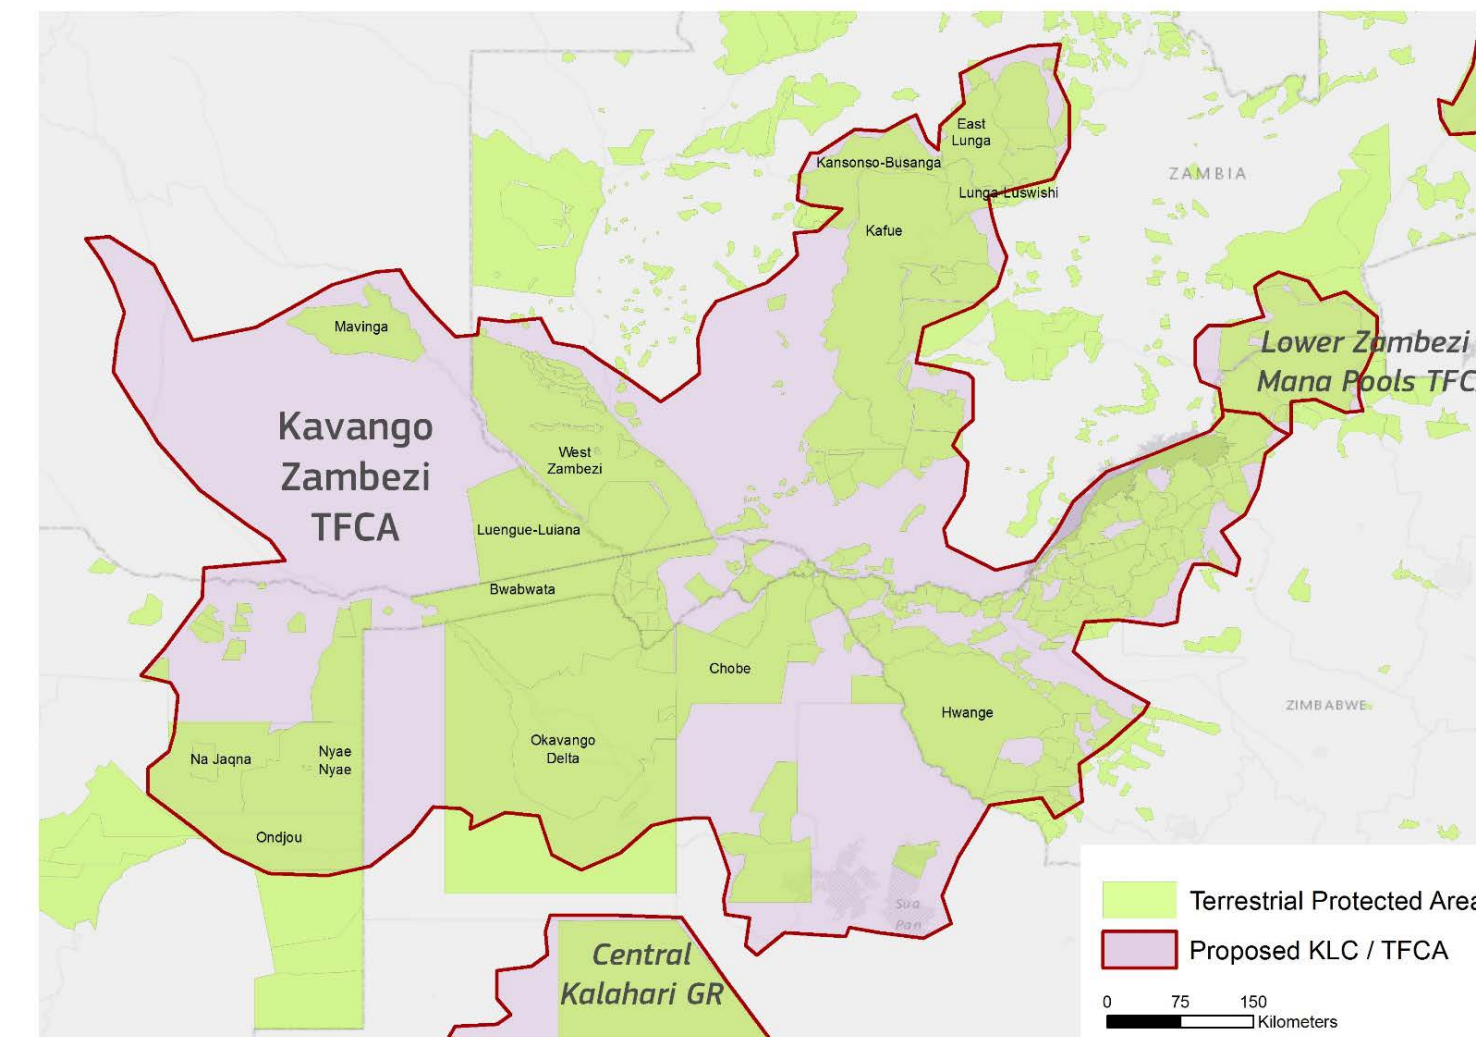 East
Lunga
Kansonso-Busanga
ZAMBIA
Lunga-Luswishi
Kafue
Mavinga
Lower Zambezi
Mana Pools TFC
Kavango
Zambezi
TFCA
West
Zambezi
Luengue-Luiana
Bwabwata
Chobe
Hwange
ZIMBABWE
Okavango
Delta
Na Jaqna
Nyae
Nyae
Ondjou
Sua
Pan
Central
Kalahari GR
Terrestrial Protected Area
Proposed KLC / TFCA
0 75 150
Kilometers